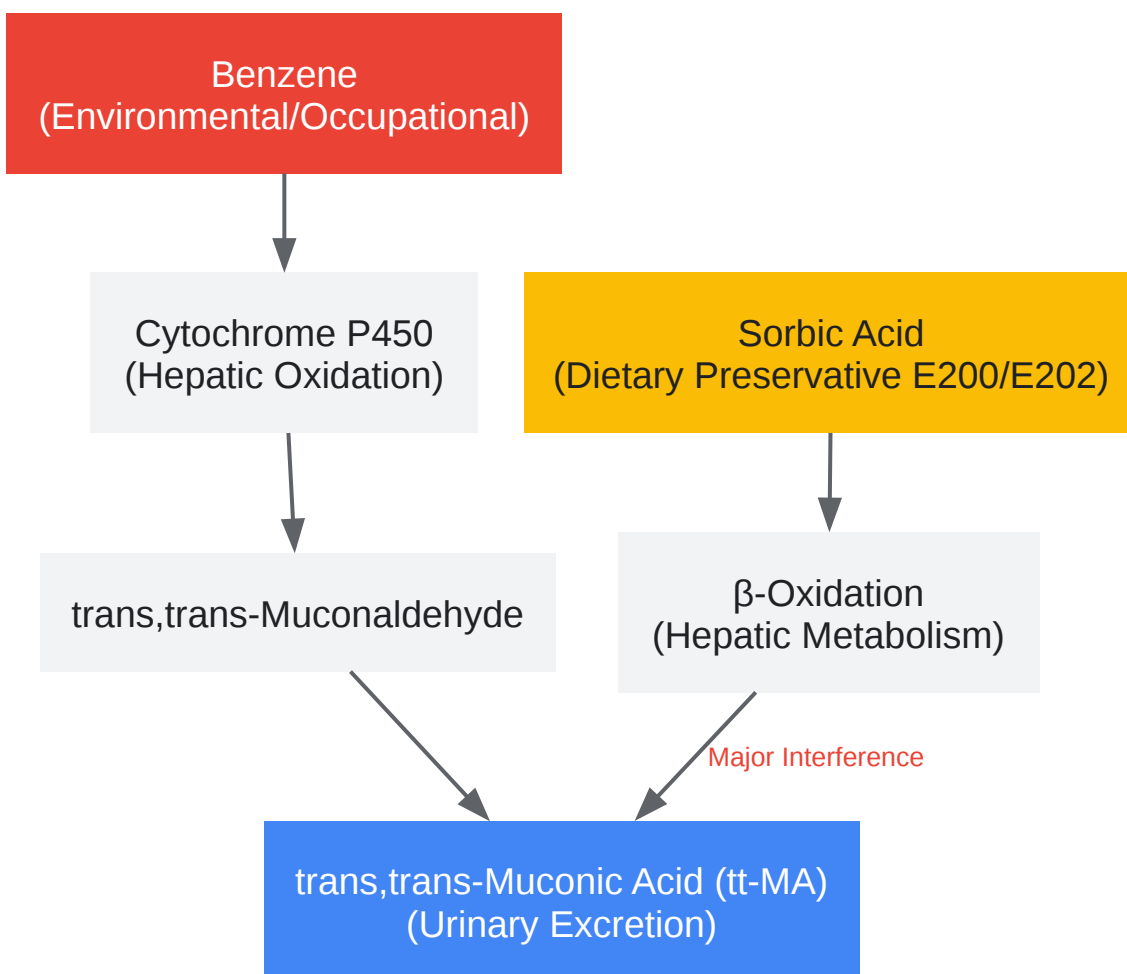 Benzene
(Environmental/Occupational)
Cytochrome P450
(Hepatic Oxidation)
Sorbic Acid
(Dietary Preservative E200/E202)
trans,trans-Muconaldehyde
β-Oxidation
(Hepatic Metabolism)
Major Interference
trans,trans-Muconic Acid (tt-MA)
(Urinary Excretion)